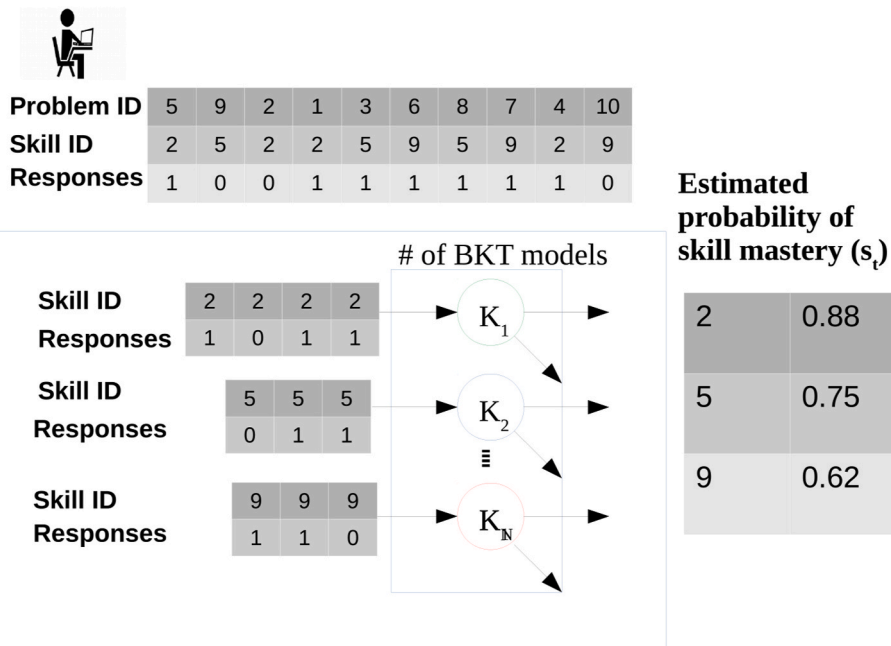 Problem ID 5 9 2 1 3 6 8 7 4 10
Skill ID 2 5 2 2 5 9 5 9 2 9
Responses 1 0 0 1 1 1 1 1 1 0
Estimated
probability of
skill mastery (s_t)
# of BKT models
Skill ID 2 2 2 2
Responses 1 0 1 1
K_1
Skill ID 5 5 5
Responses 0 1 1
K_2
Skill ID 9 9 9
Responses 1 1 0
K_N
2 0.88
5 0.75
9 0.62